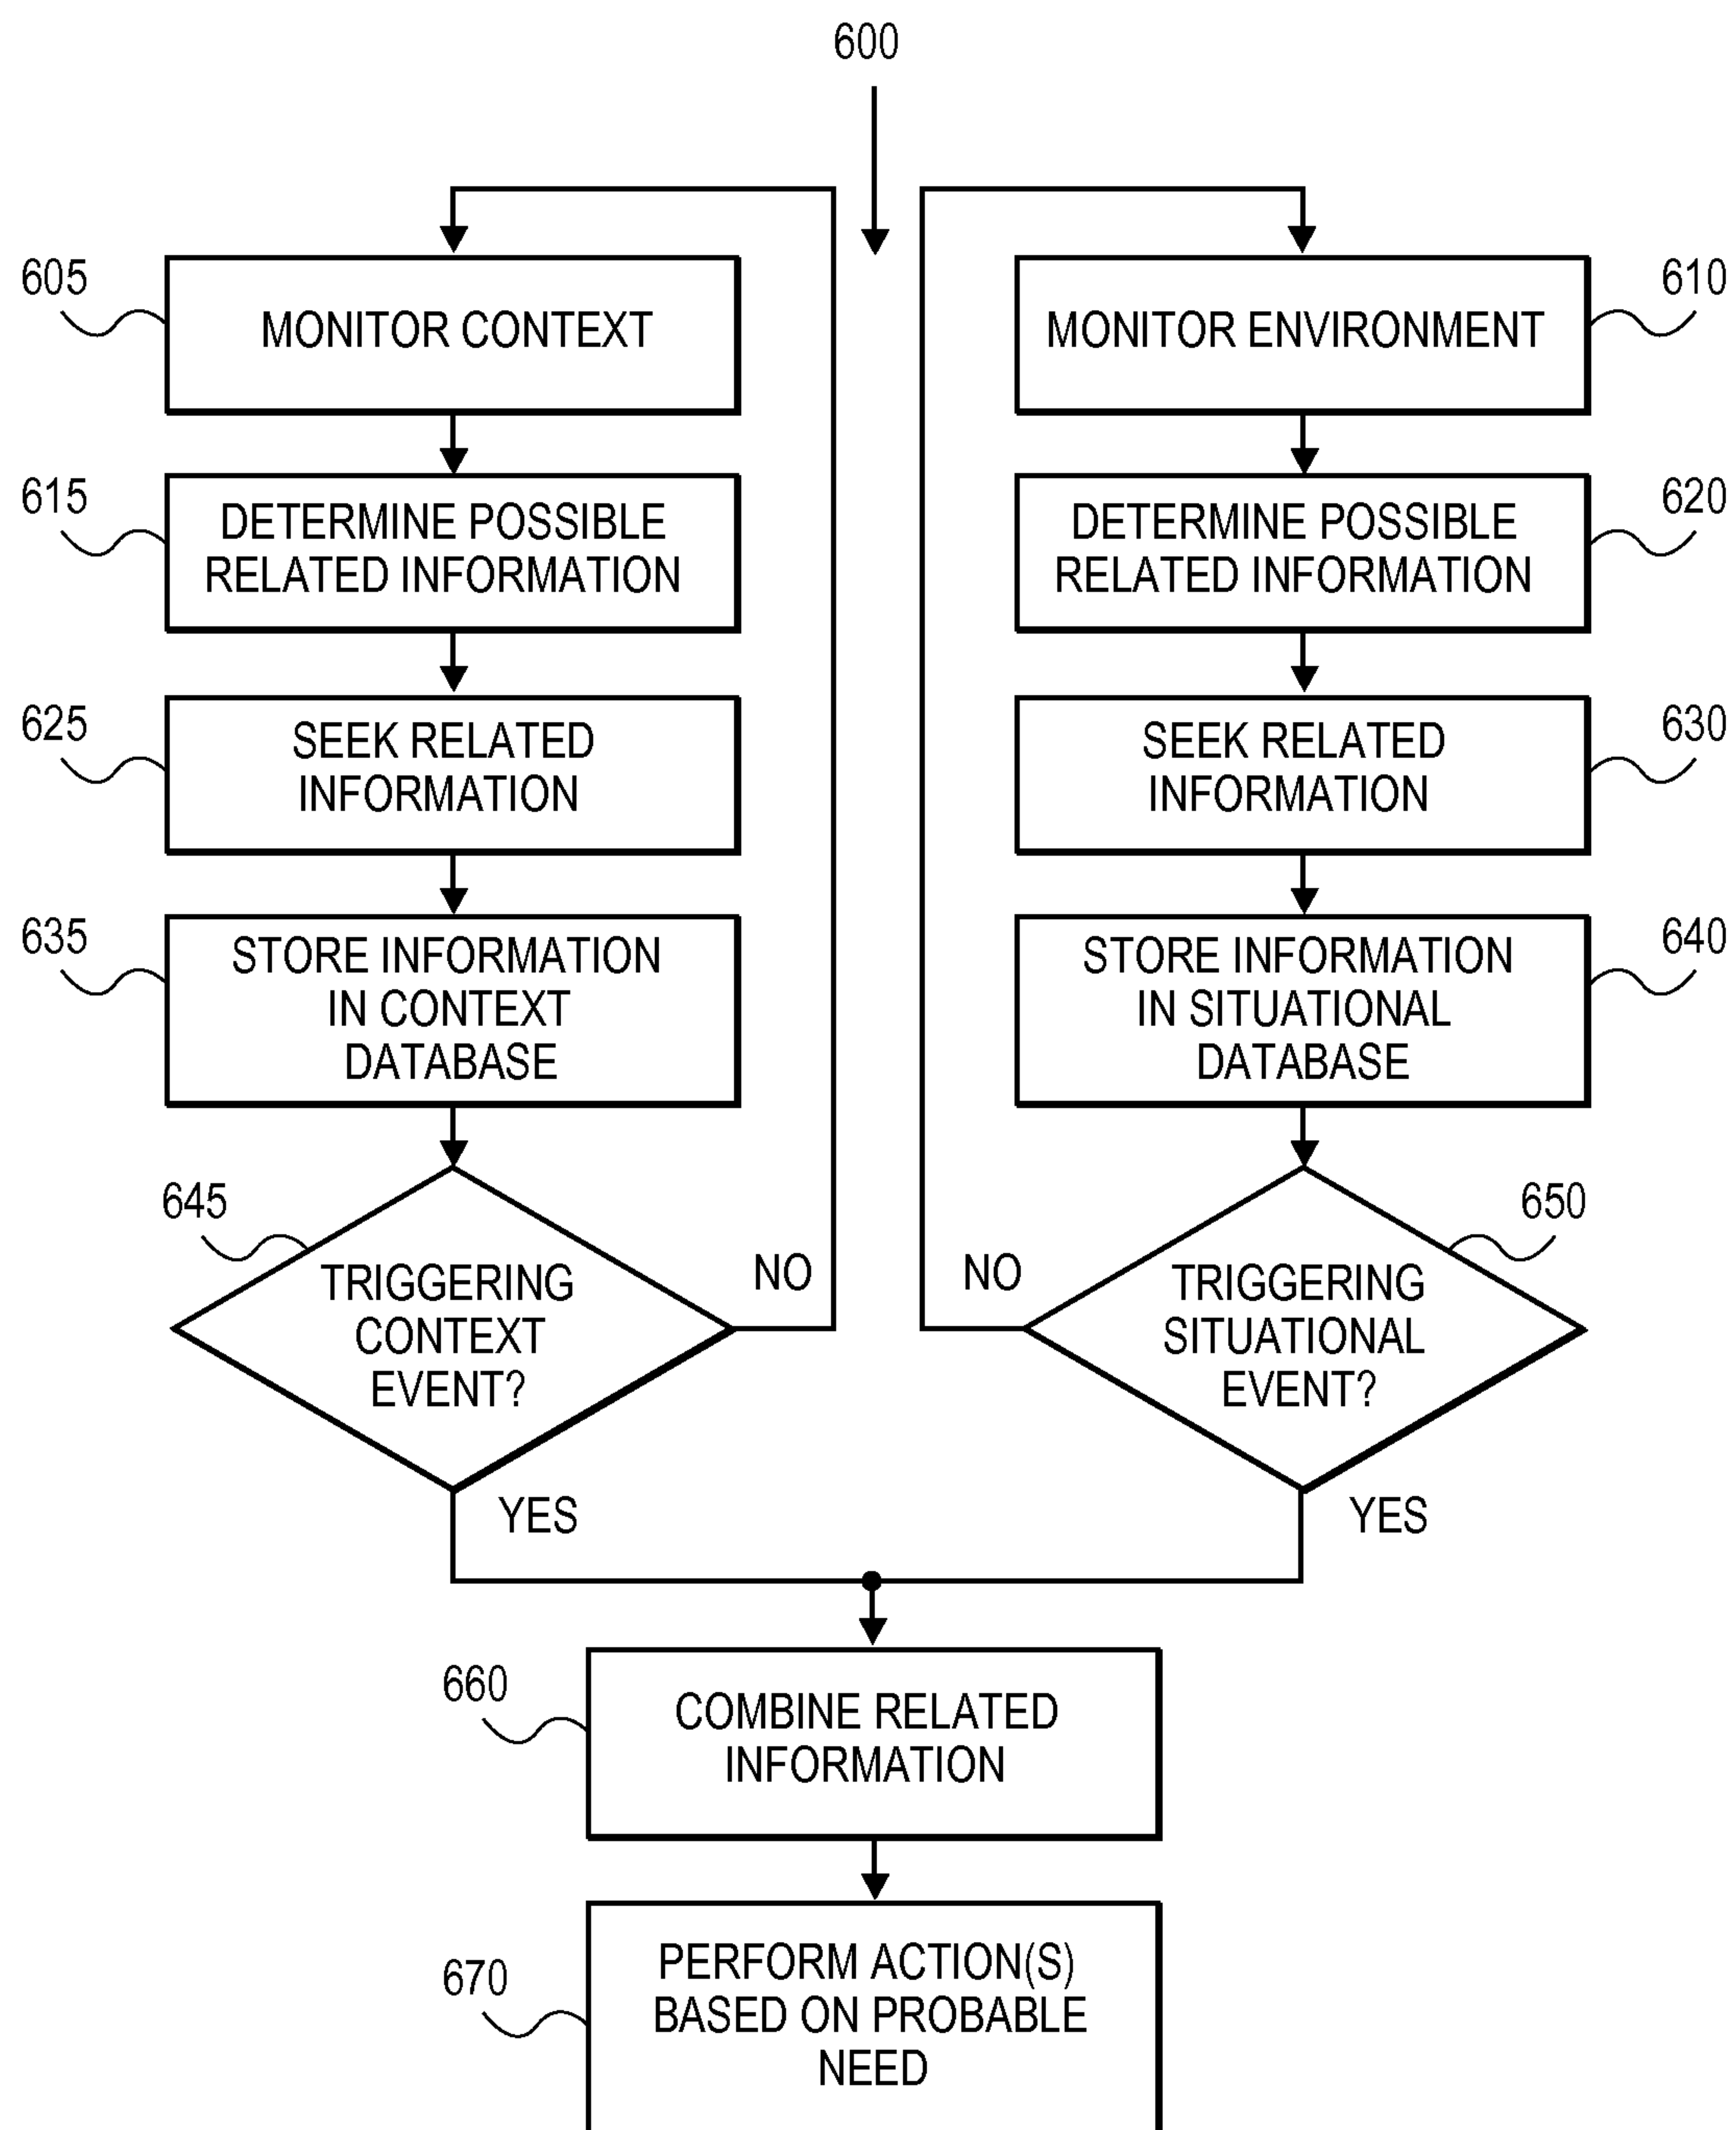 600
605
MONITOR CONTEXT
MONITOR ENVIRONMENT
610
615
DETERMINE POSSIBLE
RELATED INFORMATION
DETERMINE POSSIBLE
RELATED INFORMATION
620
625
SEEK RELATED
INFORMATION
SEEK RELATED
INFORMATION
630
635
STORE INFORMATION
IN CONTEXT
DATABASE
STORE INFORMATION
IN SITUATIONAL
DATABASE
640
645
TRIGGERING
CONTEXT
EVENT?
NO
NO
TRIGGERING
SITUATIONAL
EVENT?
650
YES
YES
660
COMBINE RELATED
INFORMATION
670
PERFORM ACTION(S)
BASED ON PROBABLE
NEED